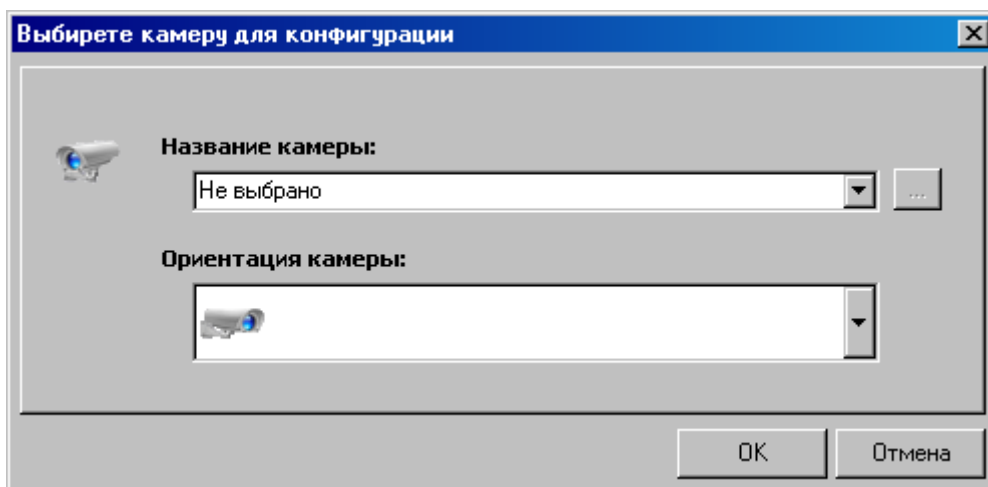 Выбирете камеру для конфигурации
Название камеры:
Не выбрано
...
Ориентация камеры:
OK
Отмена